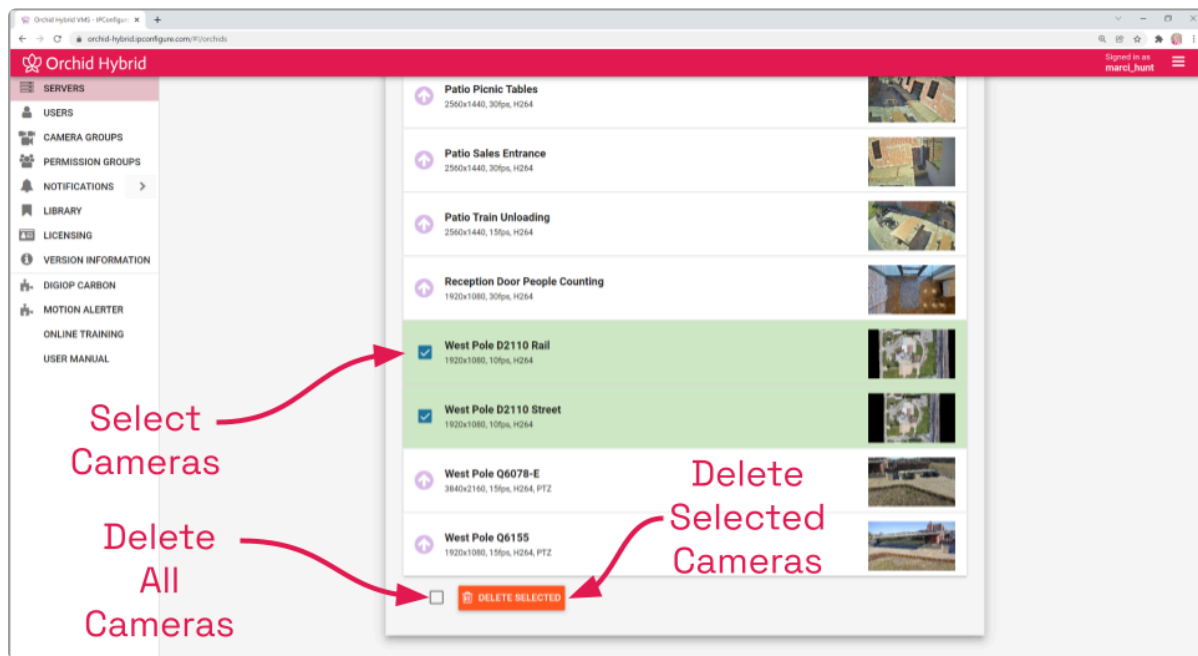 Orchid Hybrid VMS - IPConfigur
orchid-hybrid.ipconfigure.com/#!/orchids
Orchid Hybrid
Signed in as
marci_hunt
SERVERS
USERS
CAMERA GROUPS
PERMISSION GROUPS
NOTIFICATIONS
LIBRARY
LICENSING
VERSION INFORMATION
DIGIOP CARBON
MOTION ALERTER
ONLINE TRAINING
USER MANUAL
Patio Picnic Tables
2560x1440, 30fps, H264
Patio Sales Entrance
2560x1440, 30fps, H264
Patio Train Unloading
2560x1440, 15fps, H264
Reception Door People Counting
1920x1080, 30fps, H264
West Pole D2110 Rail
1920x1080, 10fps, H264
West Pole D2110 Street
1920x1080, 10fps, H264
West Pole Q6078-E
3840x2160, 15fps, H264, PTZ
West Pole Q6155
1920x1080, 15fps, H264, PTZ
DELETE SELECTED
Select
Cameras
Delete
All
Cameras
Delete
Selected
Cameras